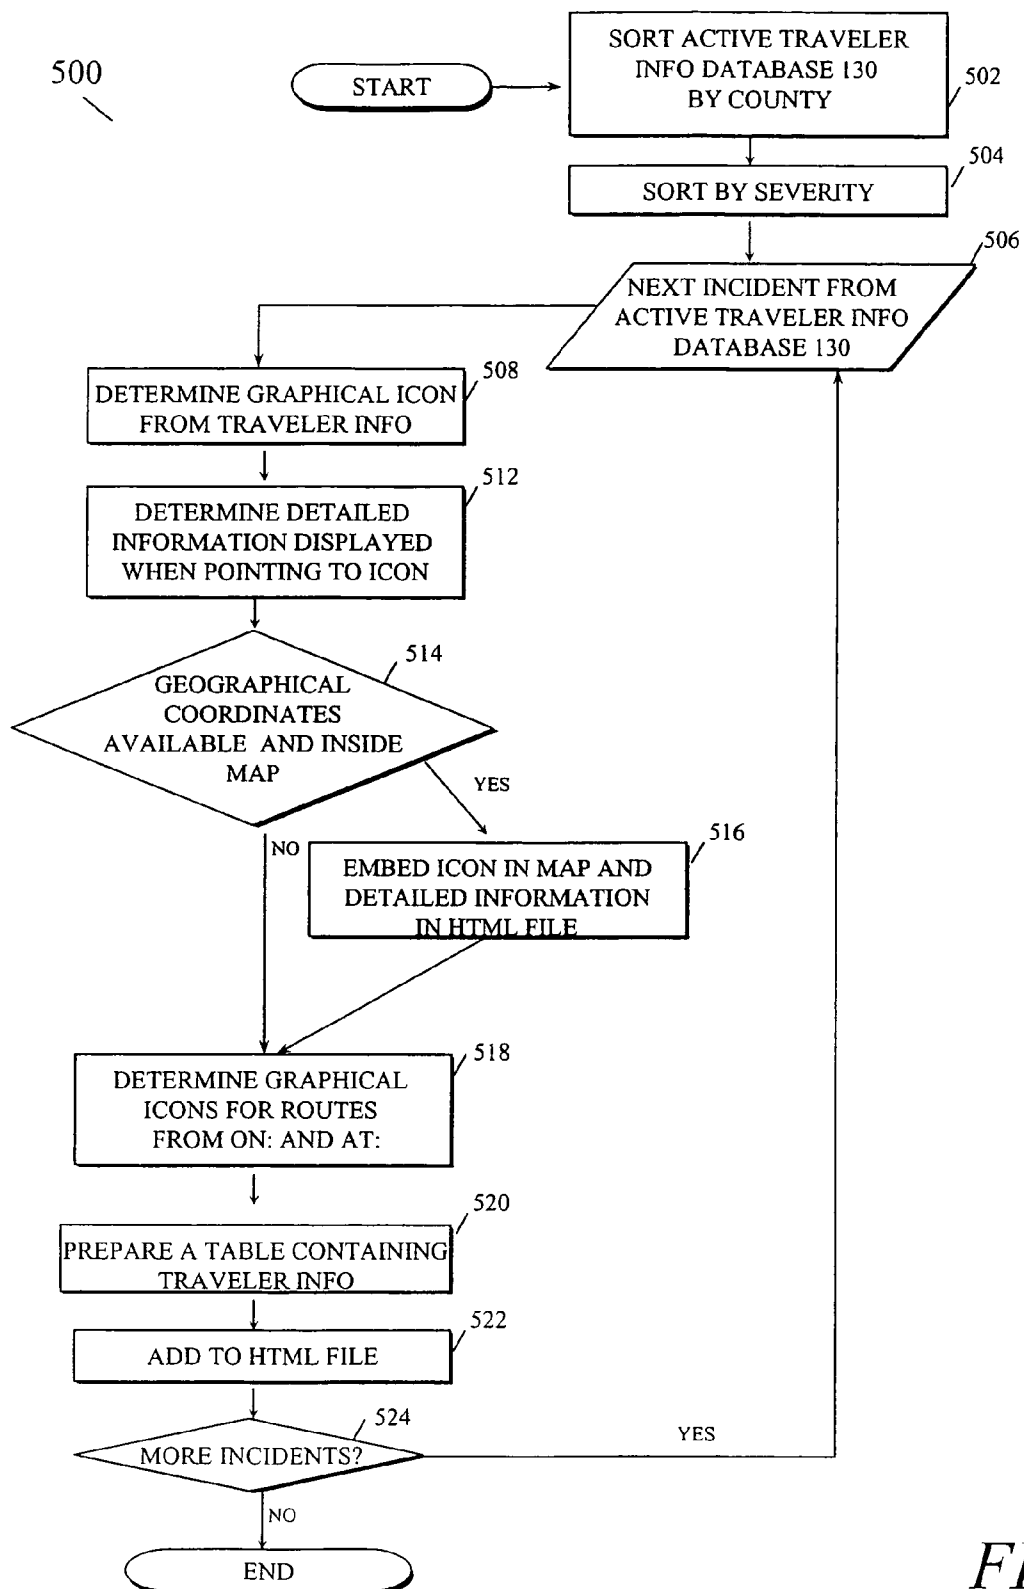 500
START
SORT ACTIVE TRAVELER
INFO DATABASE 130
BY COUNTY
502
504
SORT BY SEVERITY
506
NEXT INCIDENT FROM
ACTIVE TRAVELER INFO
DATABASE 130
508
DETERMINE GRAPHICAL ICON
FROM TRAVELER INFO
512
DETERMINE DETAILED
INFORMATION DISPLAYED
WHEN POINTING TO ICON
514
GEOGRAPHICAL
COORDINATES
AVAILABLE AND INSIDE
MAP
YES
NO
516
EMBED ICON IN MAP AND
DETAILED INFORMATION
IN HTML FILE
518
DETERMINE GRAPHICAL
ICONS FOR ROUTES
FROM ON: AND AT:
520
PREPARE A TABLE CONTAINING
TRAVELER INFO
522
ADD TO HTML FILE
524
MORE INCIDENTS?
YES
NO
END